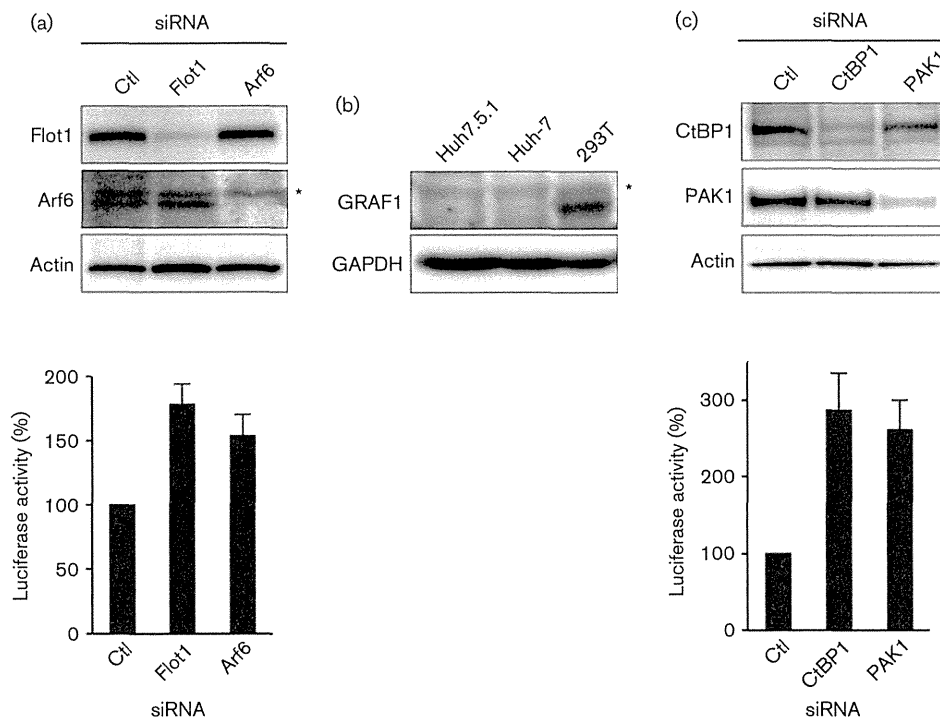 (a)
siRNA
Ctl Flot1 Arf6
Flot1
Arf6
*
Actin
Luciferase activity (%)
200
150
100
50
0
Ctl Flot1 Arf6
siRNA
(b)
Huh7.5.1 Huh-7 293T
GRAF1
*
GAPDH
(c)
siRNA
Ctl CtBP1 PAK1
CtBP1
PAK1
Actin
Luciferase activity (%)
300
200
100
0
Ctl CtBP1 PAK1
siRNA